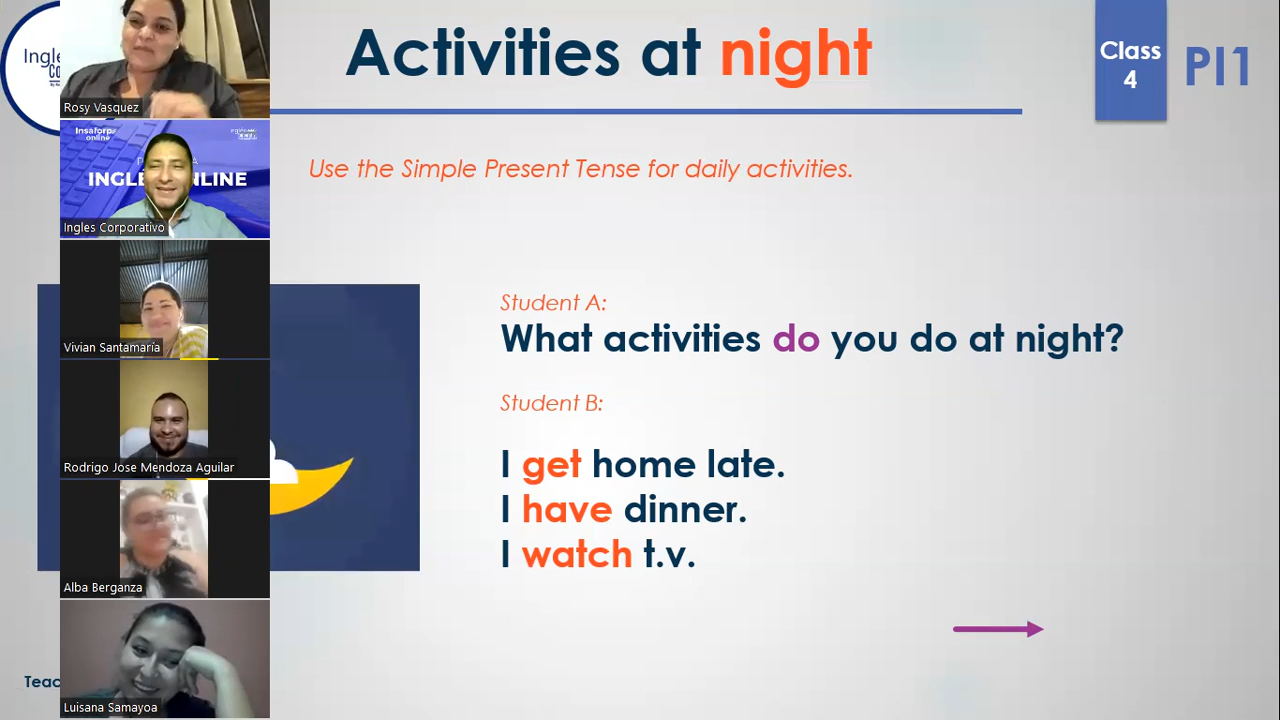 Activities at night
Class
4
PI1
Use the Simple Present Tense for daily activities.
Student A:
What activities do you do at night?
Student B:
I get home late.
I have dinner.
I watch t.v.
Rosy Vasquez
Insaforp
online
Ingles Corporativo
Vivian Santamaría
Rodrigo Jose Mendoza Aguilar
Alba Berganza
Luisana Samayoa